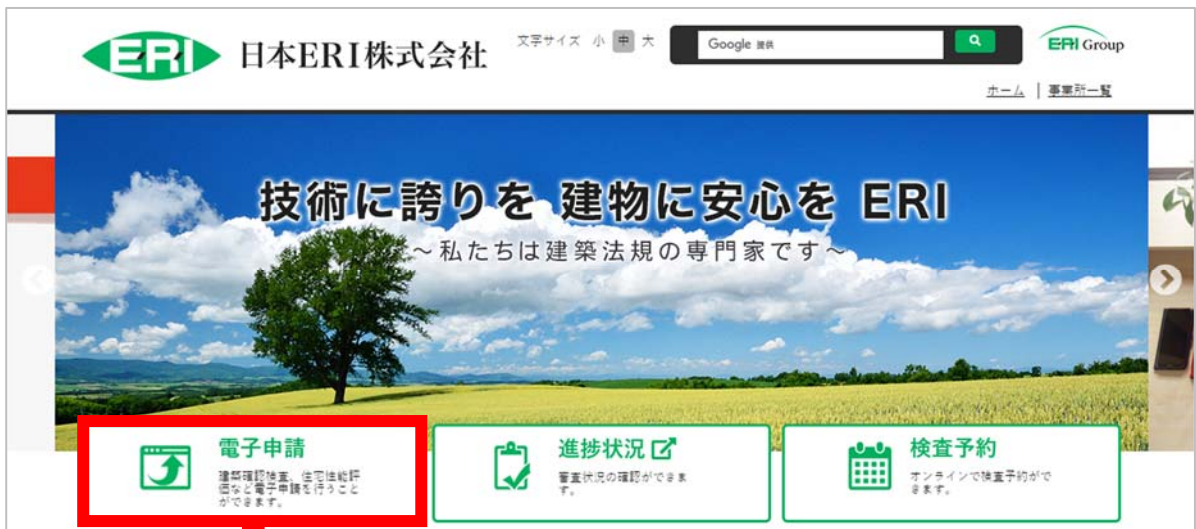 ERI 日本ERI株式会社 文字サイズ 小 中 大 Google 提供 ERI Group
ホーム | 事業所一覧
技術に誇りを 建物に安心を ERI
～私たちは建築法規の専門家です～
電子申請
建築確認検査、住宅性能評
価など電子申請を行うこと
ができます。
進捗状況
審査状況の確認ができま
す。
検査予約
オンラインで検査予約がで
きます。